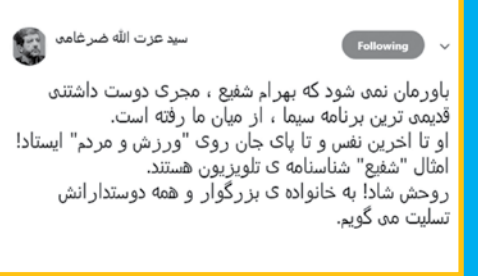 سید عزت الله ضرغامی
Following
باورمان نمی شود که بهرام شفیع ، مجری دوست داشتنی
قدیمی ترین برنامه سیما ، از میان ما رفته است.
او تا اخرین نفس و تا پای جان روی "ورزش و مردم" ایستاد!
امثال "شفیع" شناسنامه ی تلویزیون هستند.
روحش شاد! به خانواده ی بزرگوار و همه دوستدارانش
تسلیت می گویم.